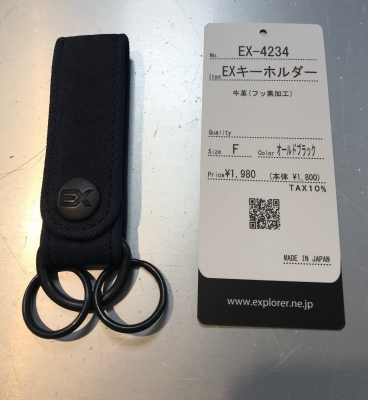 EX
No. EX-4234
Item EXキーホルダー
牛革(フッ素加工)
Quality
Size F Color オールドブラック
Price ¥1,980 (本体 ¥1,800)
TAX10%
MADE IN JAPAN
www.explorer.ne.jp